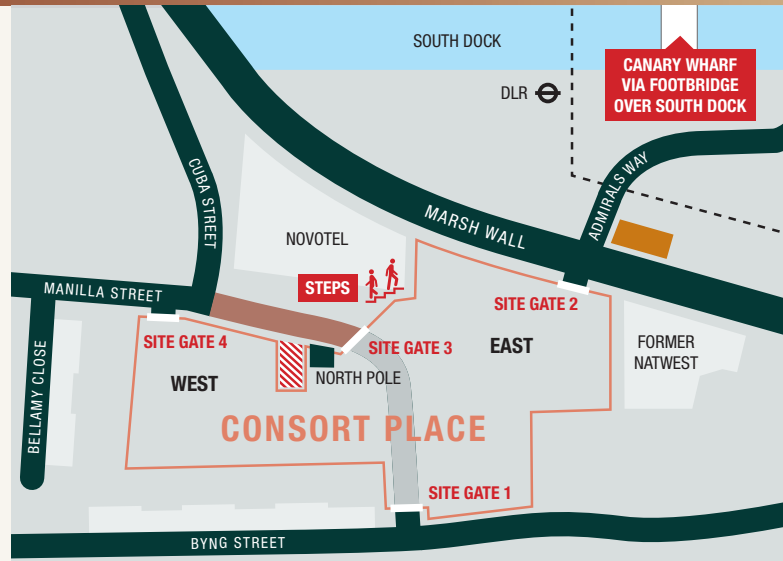 SOUTH DOCK
CANARY WHARF
VIA FOOTBRIDGE
OVER SOUTH DOCK
DLR
ADMIRALS WAY
CUBA STREET
MARSH WALL
NOVOTEL
STEPS
MANILLA STREET
SITE GATE 2
SITE GATE 4
SITE GATE 3
EAST
FORMER
NATWEST
BELLAMY CLOSE
WEST
NORTH POLE
CONSORT PLACE
SITE GATE 1
BYNG STREET